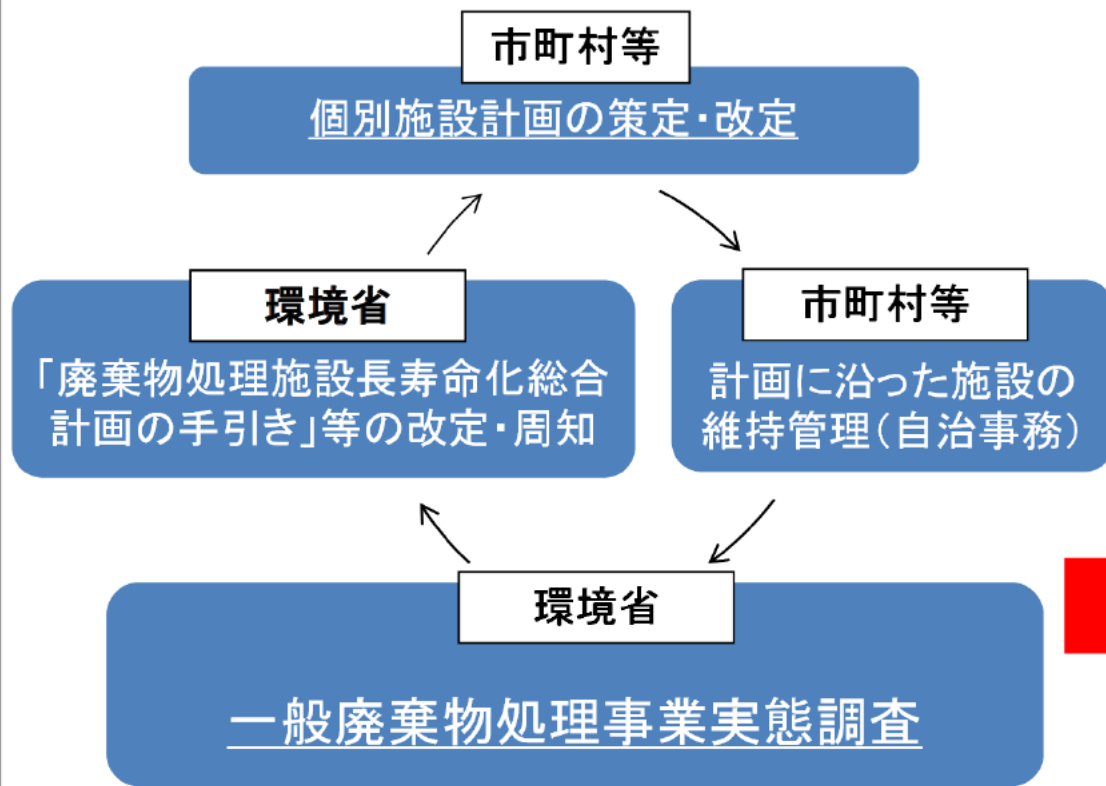 市町村等
個別施設計画の策定・改定
環境省
「廃棄物処理施設長寿命化総合
計画の手引き」等の改定・周知
市町村等
計画に沿った施設の
維持管理(自治事務)
環境省
一般廃棄物処理事業実態調査